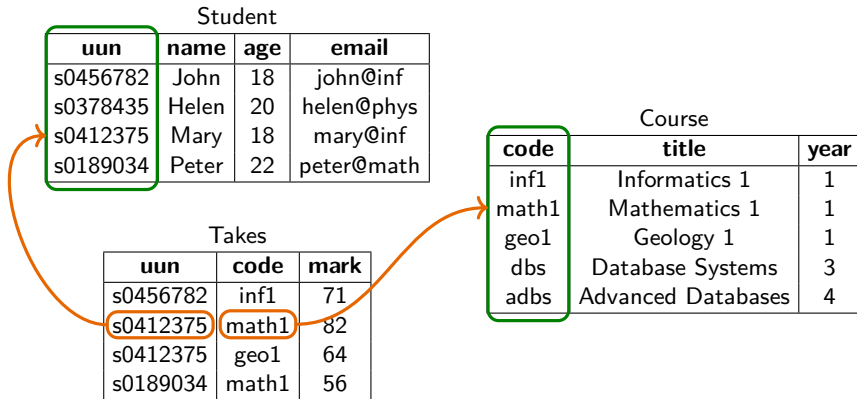 Student
uun name age email
s0456782 John 18 john@inf
s0378435 Helen 20 helen@phys
s0412375 Mary 18 mary@inf
s0189034 Peter 22 peter@math
Course
code title year
inf1 Informatics 1 1
math1 Mathematics 1 1
geo1 Geology 1 1
dbs Database Systems 3
adbs Advanced Databases 4
Takes
uun code mark
s0456782 inf1 71
s0412375 math1 82
s0412375 geo1 64
s0189034 math1 56